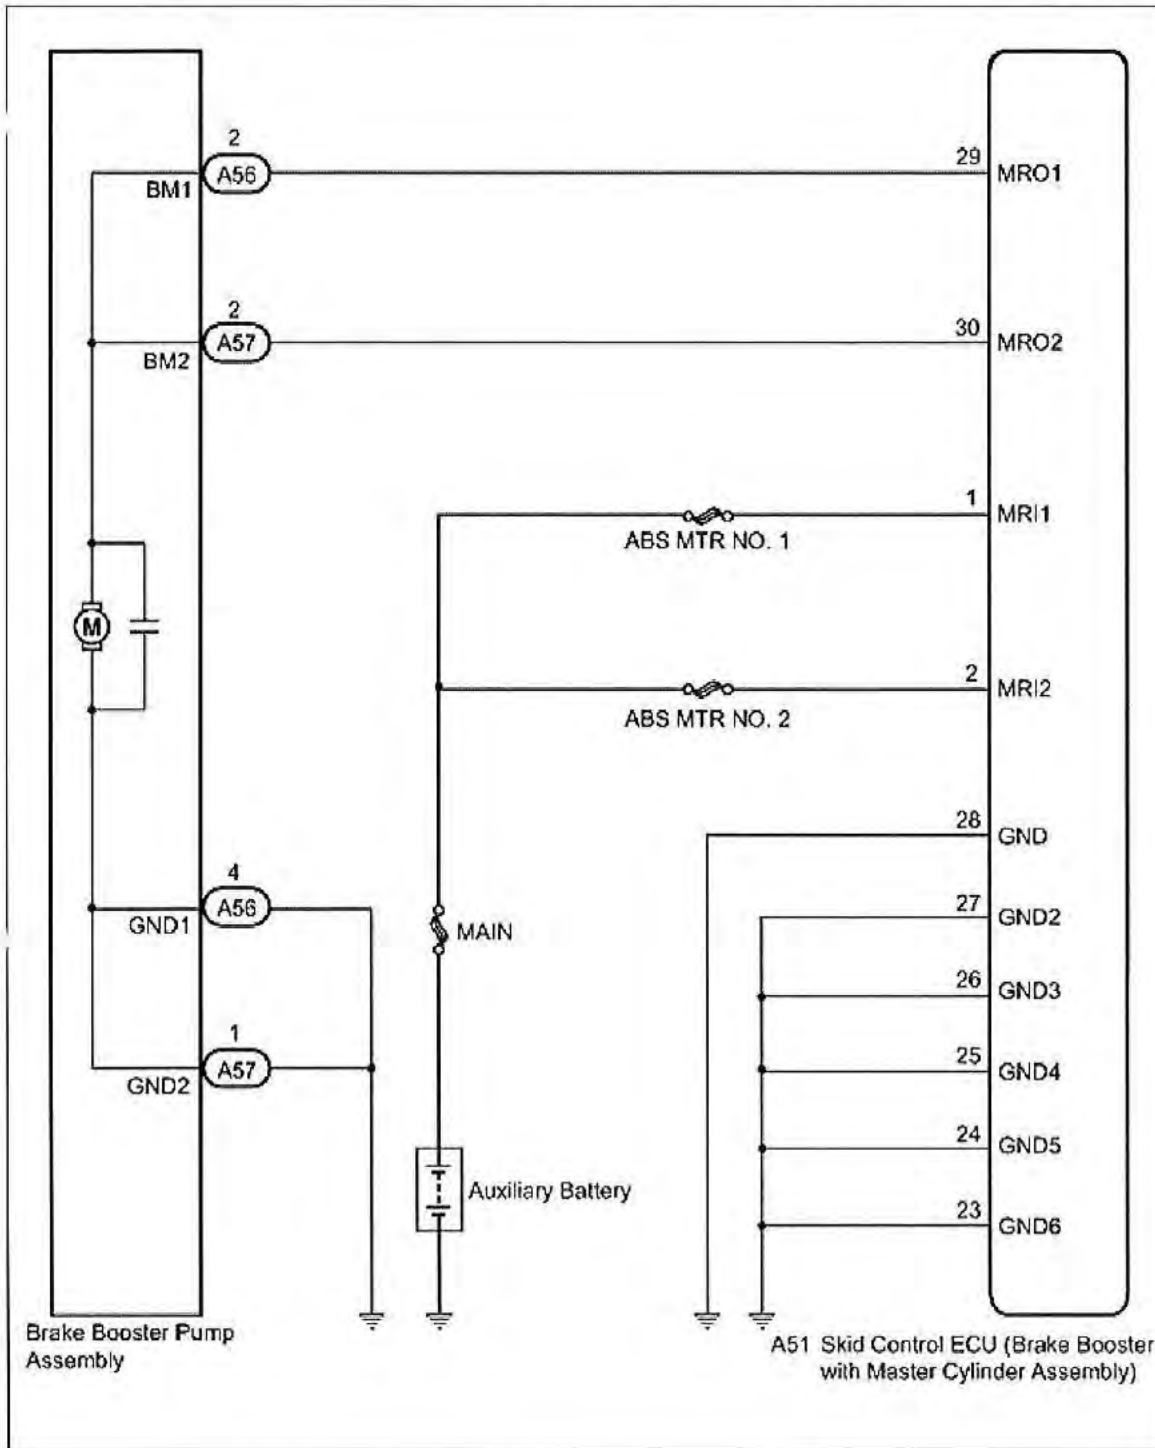 2
A56
BM1
29
MRO1
2
A57
BM2
30
MRO2
1
MRI1
ABS MTR NO. 1
M
2
MRI2
ABS MTR NO. 2
28
GND
4
A56
GND1
27
GND2
MAIN
26
GND3
1
A57
GND2
25
GND4
24
GND5
Auxiliary Battery
23
GND6
Brake Booster Pump
Assembly
A51 Skid Control ECU (Brake Booster
with Master Cylinder Assembly)